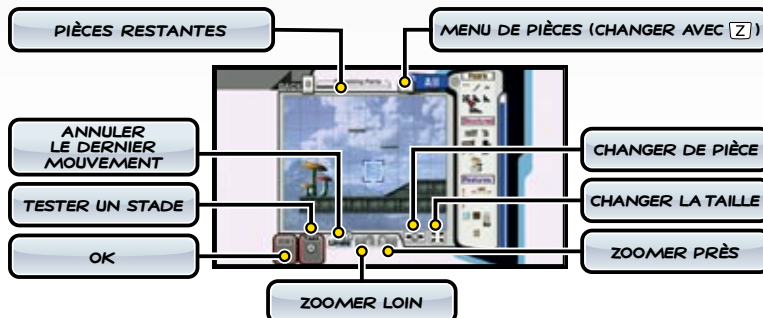 PIÈCES RESTANTES
MENU DE PIÈCES (CHANGER AVEC Z)
All
ANNULER
LE DERNIER
MOUVEMENT
CHANGER DE PIÈCE
TESTER UN STADE
CHANGER LA TAILLE
OK
ZOOMER PRÈS
ZOOMER LOIN